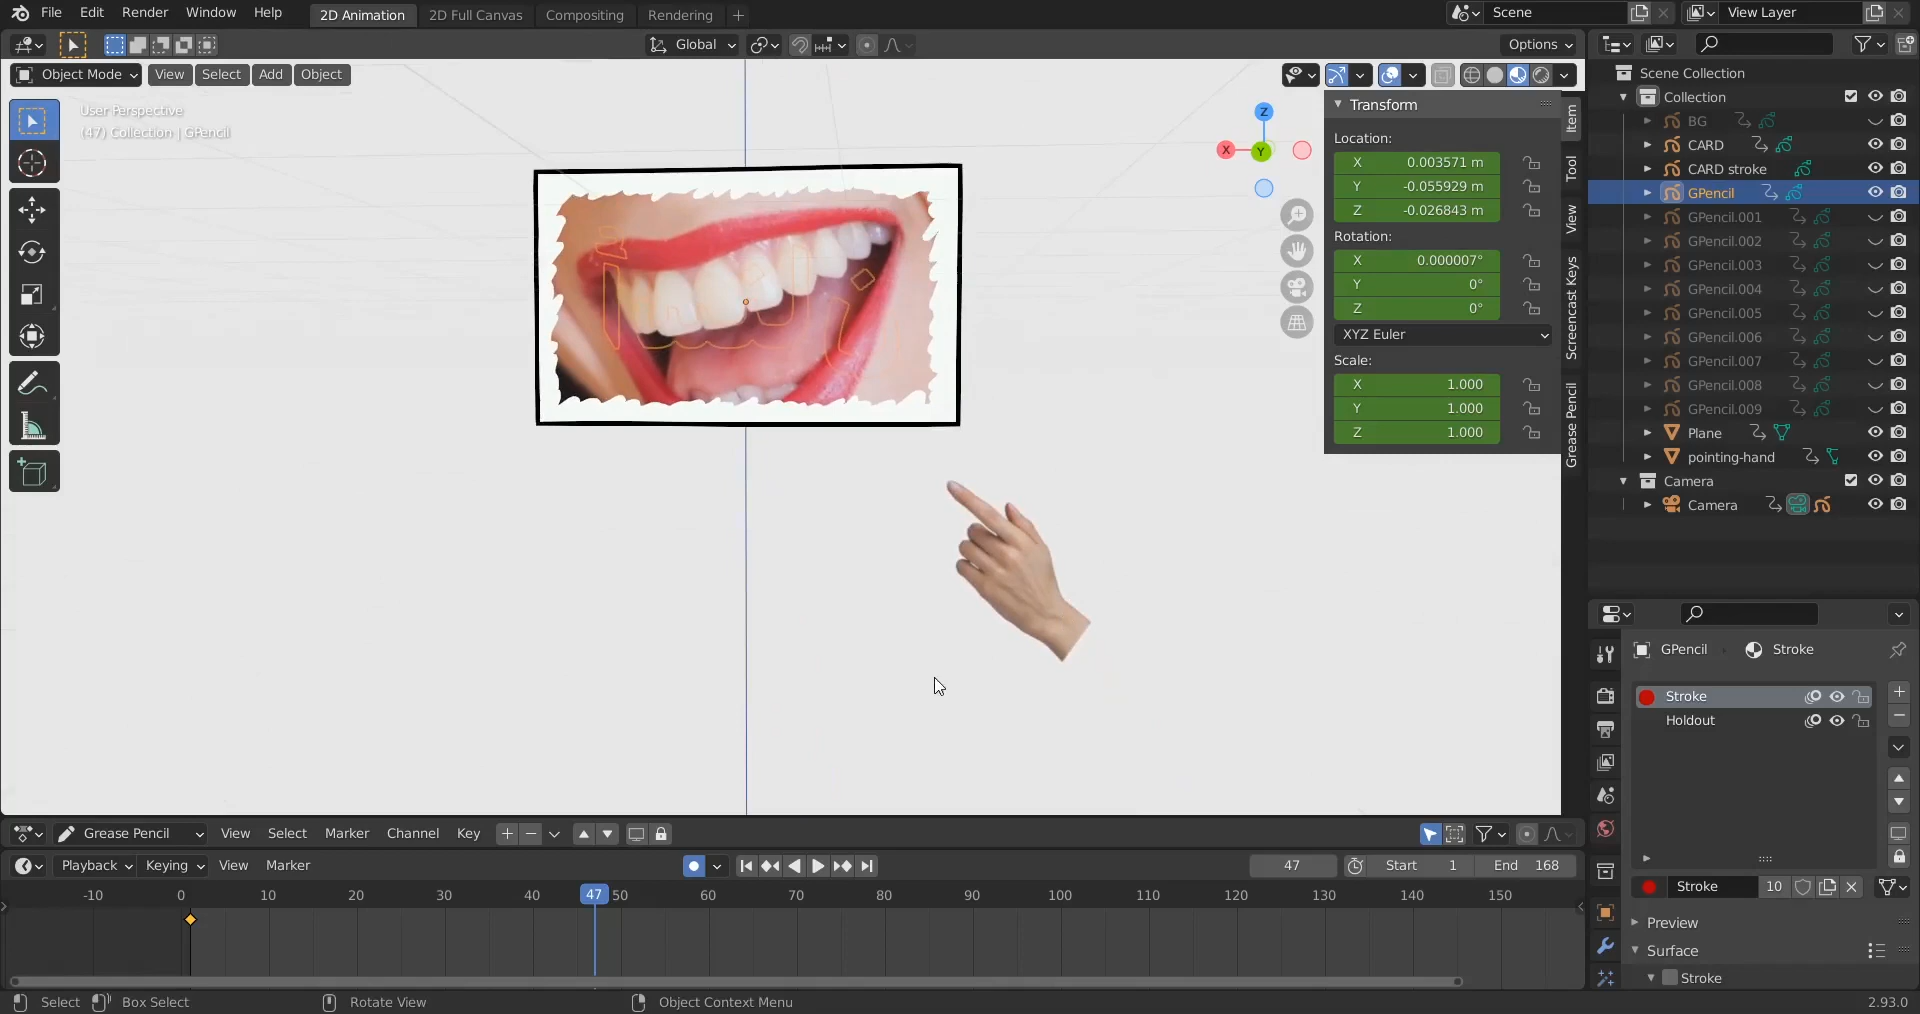 File Edit Render Window Help 2D Animation 2D Full Canvas Compositing Rendering + Scene View Layer
Global Options
Object Mode View Select Add Object
User Perspective
(47) Collection | GPencil
Z
X
Y
Transform
Location:
X 0.003571 m
Y -0.055929 m
Z -0.026843 m
Rotation:
X 0.000007°
Y 0°
Z 0°
XYZ Euler
Scale:
X 1.000
Y 1.000
Z 1.000
Item
Tool
View
Screencast Keys
Grease Pencil
Scene Collection
Collection
BG
CARD
CARD stroke
GPencil
GPencil.001
GPencil.002
GPencil.003
GPencil.004
GPencil.005
GPencil.006
GPencil.007
GPencil.008
GPencil.009
Plane
pointing-hand
Camera
Camera
GPencil Stroke
Stroke
Holdout
Stroke 10
Preview
Surface
Stroke
Grease Pencil View Select Marker Channel Key
Playback Keying View Marker 47 Start 1 End 168
-10 0 10 20 30 40 47 50 60 70 80 90 100 110 120 130 140 150
Select Box Select Rotate View Object Context Menu 2.93.0